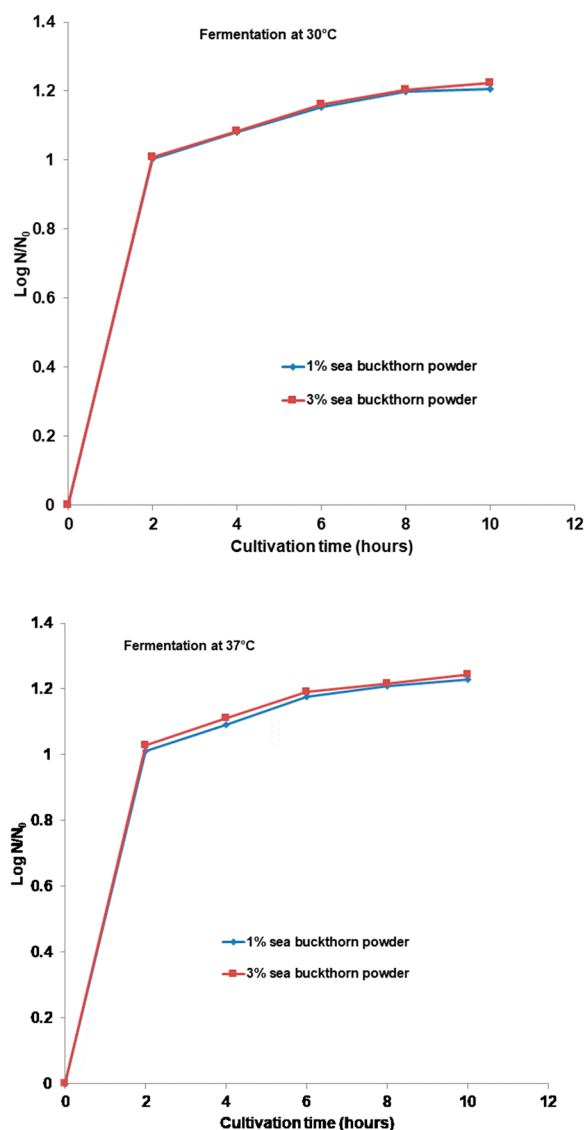 Fermentation at 30°C
1.4
1.2
1
0.8
0.6
0.4
0.2
0
Log N/N₀
1% sea buckthorn powder
3% sea buckthorn powder
0 2 4 6 8 10 12
Cultivation time (hours)
Fermentation at 37°C
1.4
1.2
1
0.8
0.6
0.4
0.2
0
Log N/N₀
1% sea buckthorn powder
3% sea buckthorn powder
0 2 4 6 8 10 12
Cultivation time (hours)